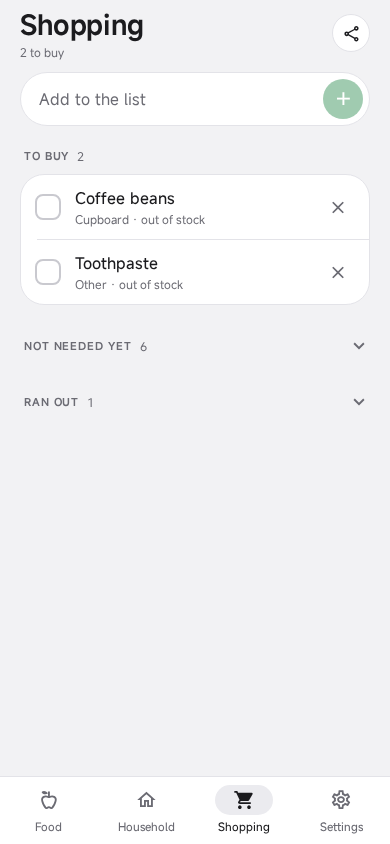 Shopping
2 to buy
Add to the list
TO BUY 2
Coffee beans
Cupboard · out of stock
Toothpaste
Other · out of stock
NOT NEEDED YET 6
RAN OUT 1
Food Household Shopping Settings